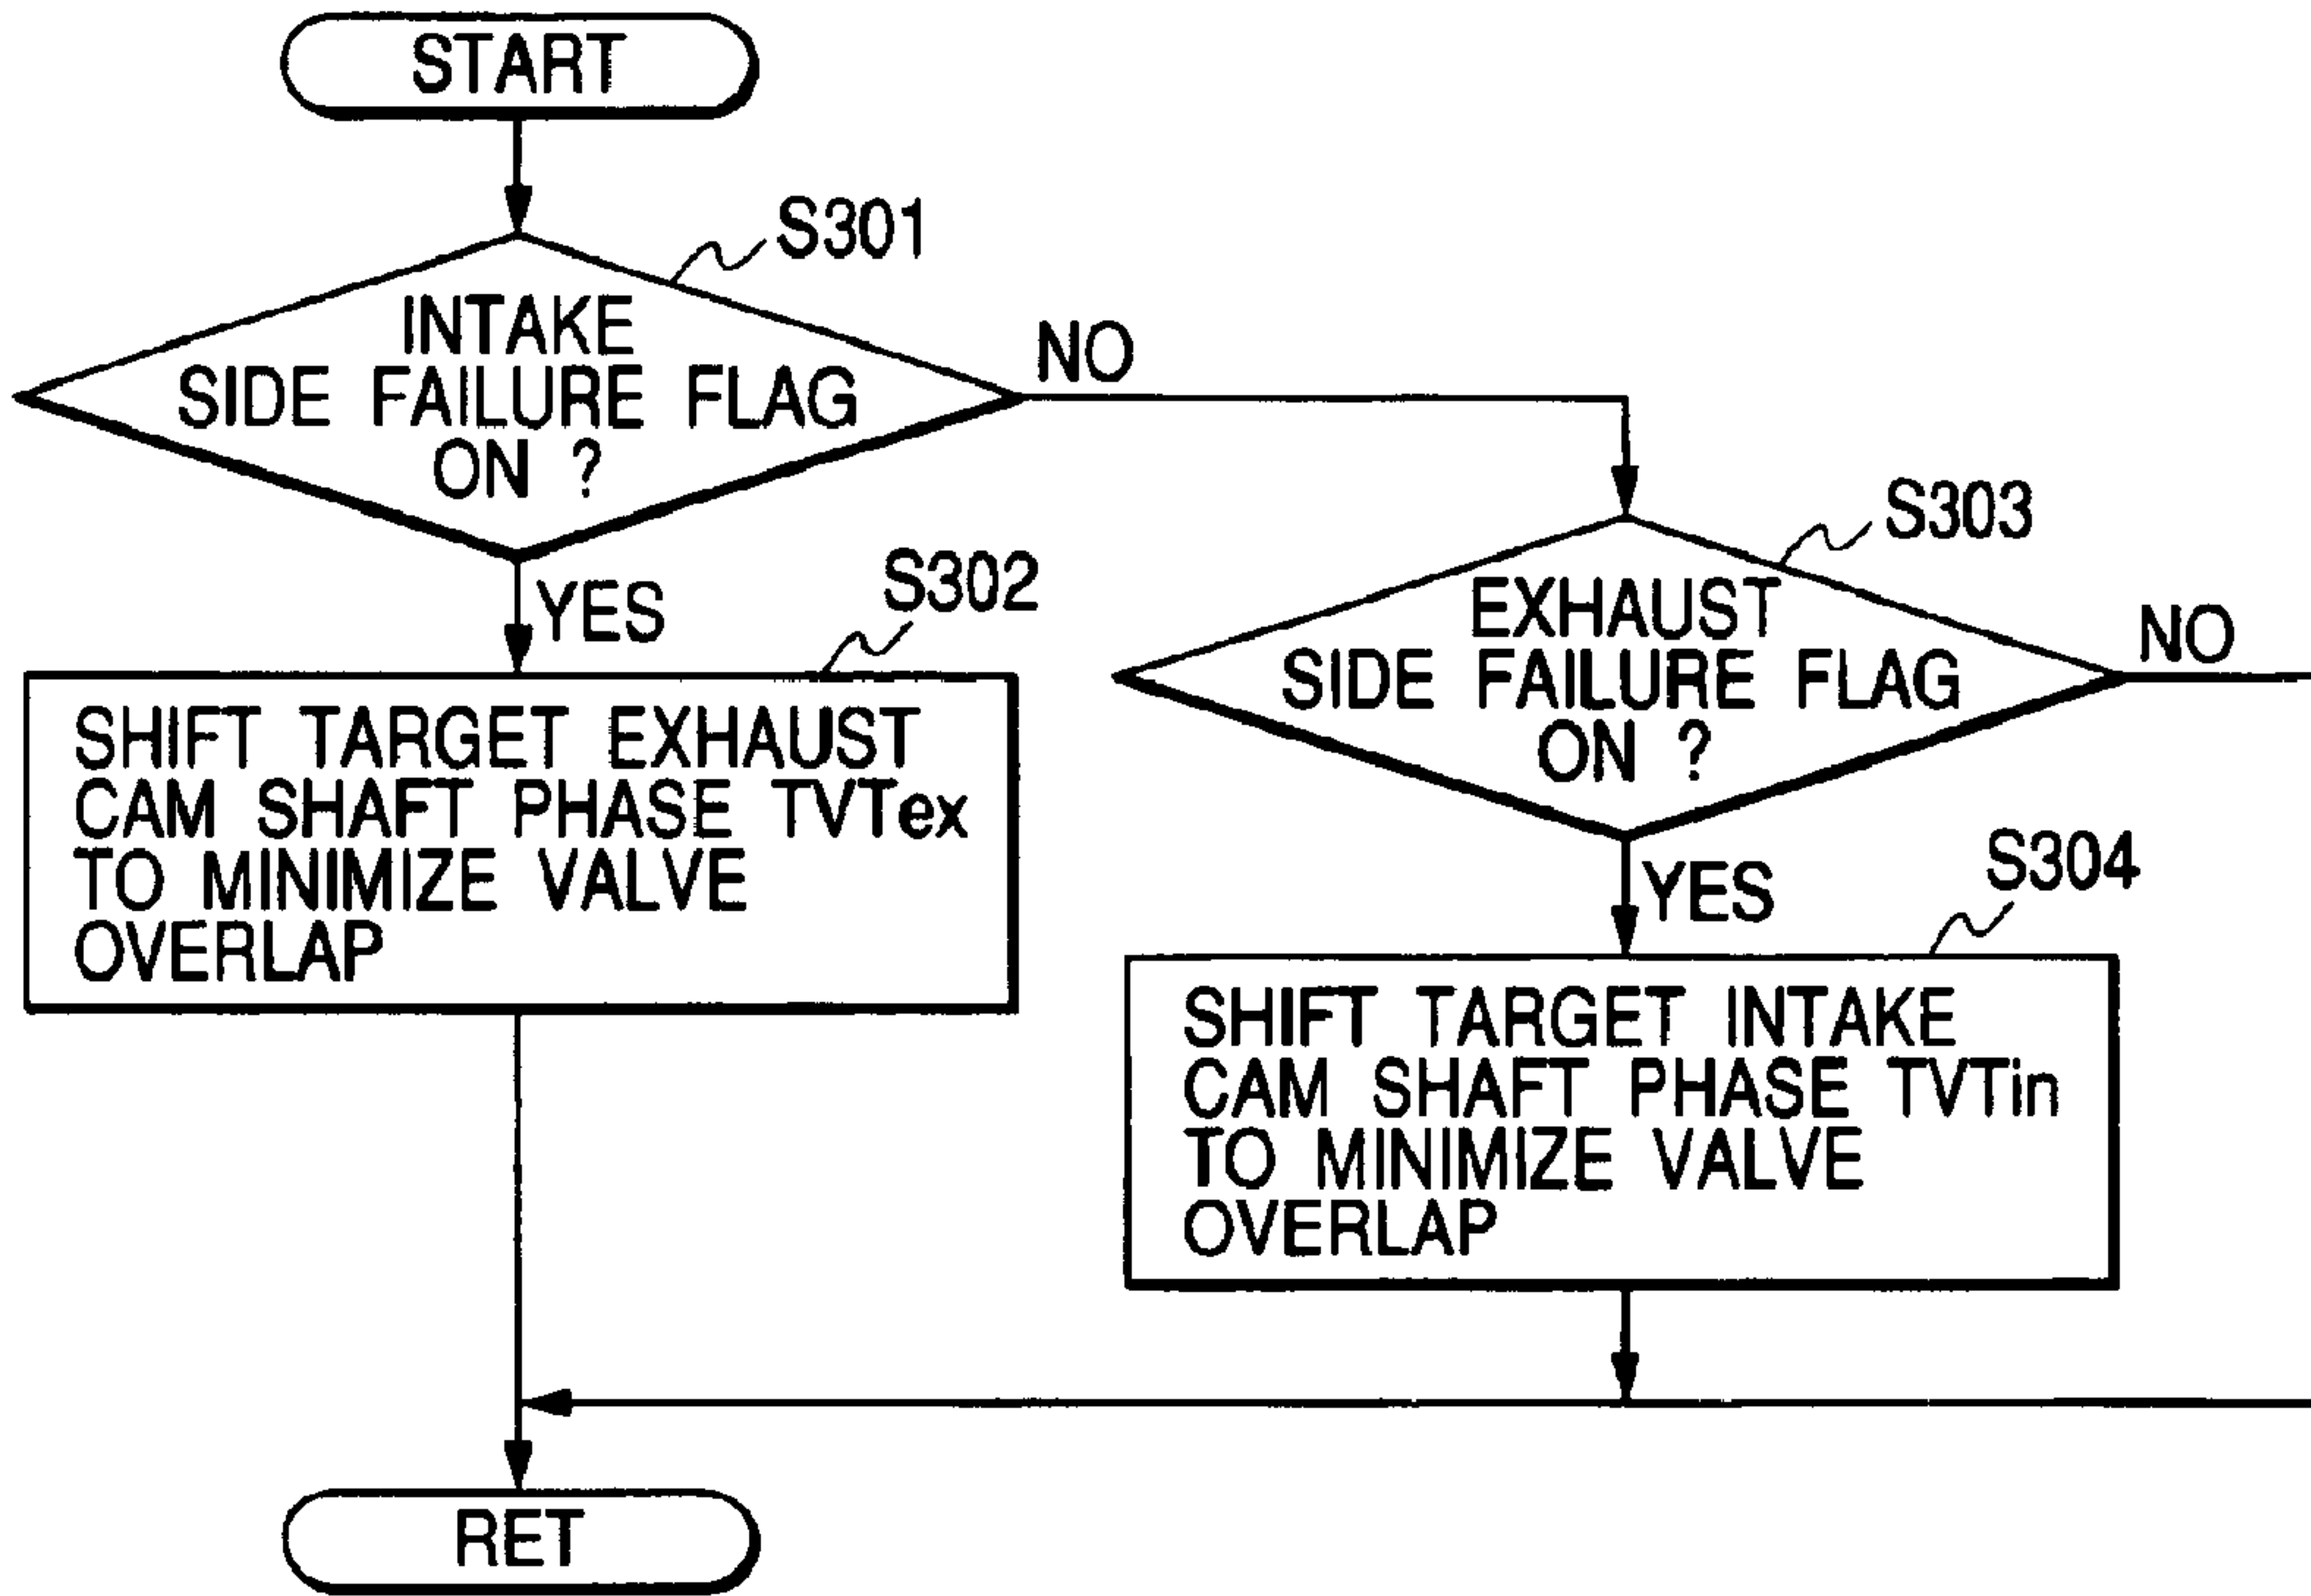 START
S301
INTAKE
SIDE FAILURE FLAG
ON ?
NO
YES
S302
SHIFT TARGET EXHAUST
CAM SHAFT PHASE TVTex
TO MINIMIZE VALVE
OVERLAP
S303
EXHAUST
SIDE FAILURE FLAG
ON ?
NO
YES
S304
SHIFT TARGET INTAKE
CAM SHAFT PHASE TVTin
TO MINIMIZE VALVE
OVERLAP
RET